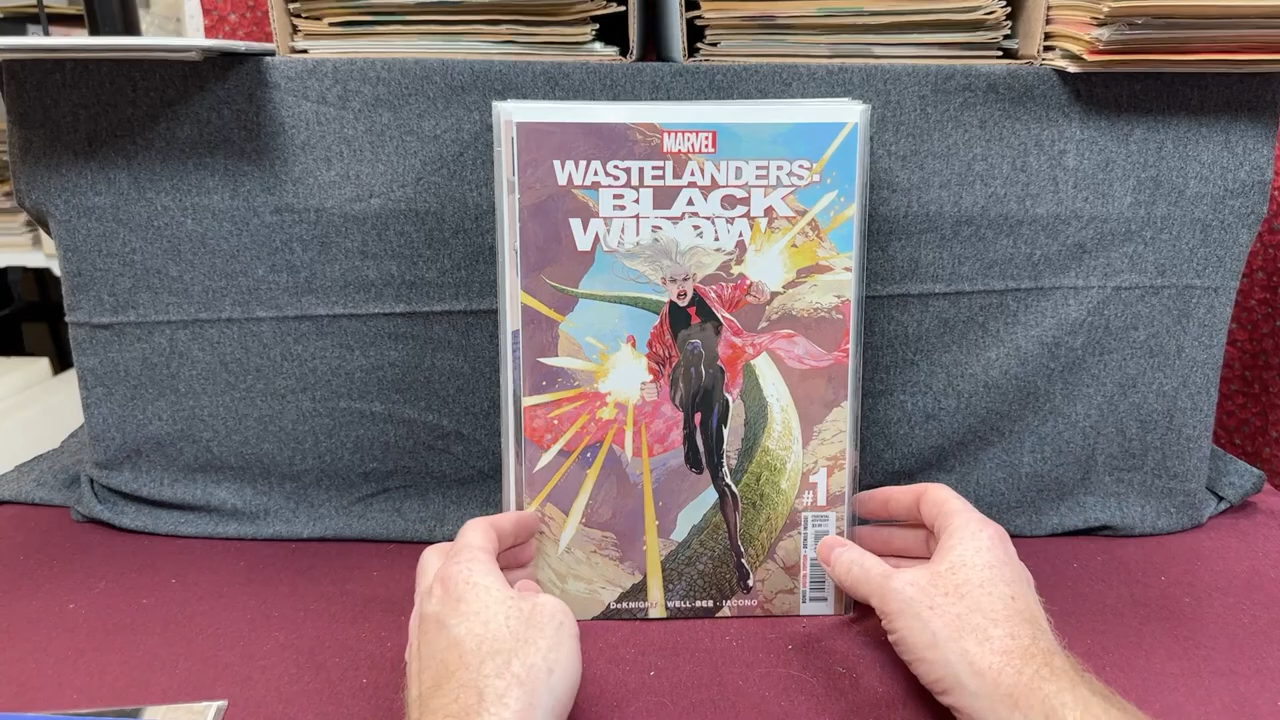 MARVEL
WASTELANDERS:
BLACK
WIDOW
#1
DeKNIGHT • WELL-BEE • IACONO